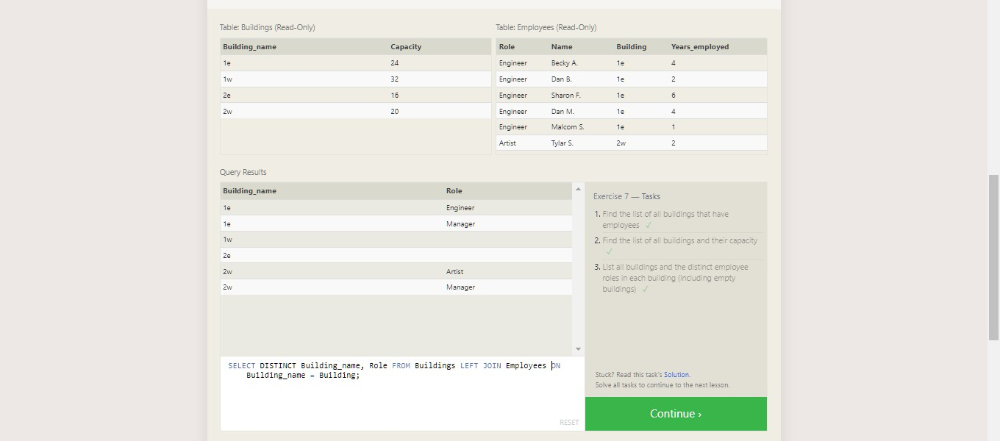 Table: Buildings (Read-Only)
Table: Employees (Read-Only)
Building_name Capacity
1e 24
1w 32
2e 16
2w 20
Role Name Building Years_employed
Engineer Becky A. 1e 4
Engineer Dan B. 1e 2
Engineer Sharon F. 1e 6
Engineer Dan M. 1e 4
Engineer Malcom S. 1e 1
Artist Tylar S. 2w 2
Query Results
Building_name Role
1e Engineer
1e Manager
1w
2e
2w Artist
2w Manager
SELECT DISTINCT Building_name, Role FROM Buildings LEFT JOIN Employees ON
Building_name = Building;
RESET
Exercise 7 — Tasks
1. Find the list of all buildings that have
employees ✓
2. Find the list of all buildings and their capacity
✓
3. List all buildings and the distinct employee
roles in each building (including empty
buildings) ✓
Stuck? Read this task's Solution.
Solve all tasks to continue to the next lesson.
Continue ›